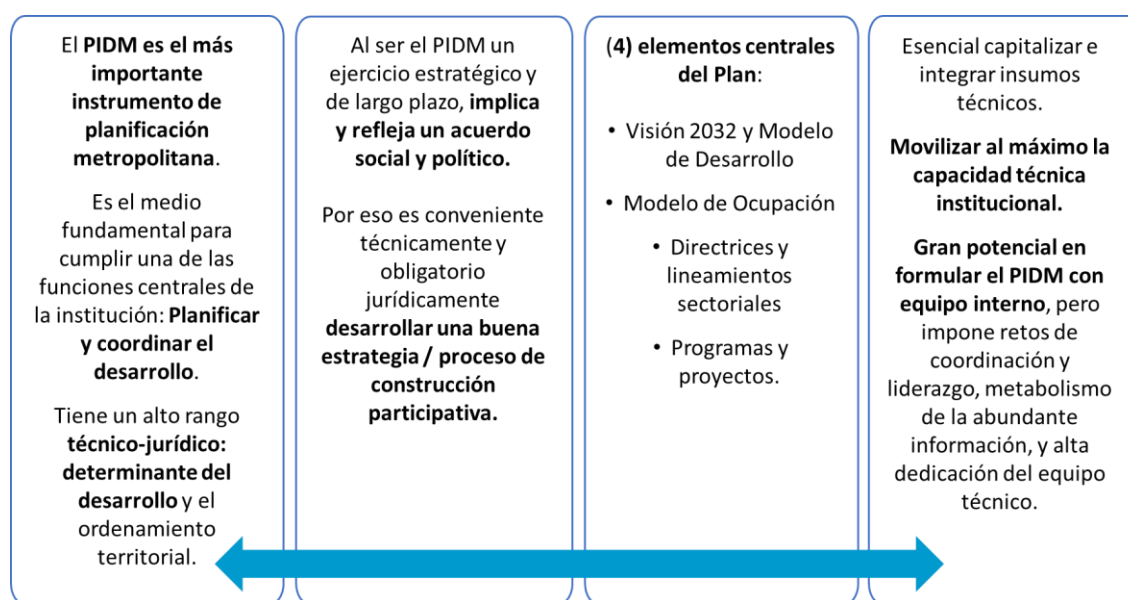 El PIDM es el más
importante
instrumento de
planificación
metropolitana.
Es el medio
fundamental para
cumplir una de las
funciones centrales de
la institución: Planificar
y coordinar el
desarrollo.
Tiene un alto rango
técnico-jurídico:
determinante del
desarrollo y el
ordenamiento
territorial.
Al ser el PIDM un
ejercicio estratégico y
de largo plazo, implica
y refleja un acuerdo
social y político.
Por eso es conveniente
técnicamente y
obligatorio
jurídicamente
desarrollar una buena
estrategia / proceso de
construcción
participativa.
(4) elementos centrales
del Plan:
• Visión 2032 y Modelo
de Desarrollo
• Modelo de Ocupación
• Directrices y
lineamientos
sectoriales
• Programas y
proyectos.
Esencial capitalizar e
integrar insumos
técnicos.
Movilizar al máximo la
capacidad técnica
institucional.
Gran potencial en
formular el PIDM con
equipo interno, pero
impone retos de
coordinación y
liderazgo, metabolismo
de la abundante
información, y alta
dedicación del equipo
técnico.